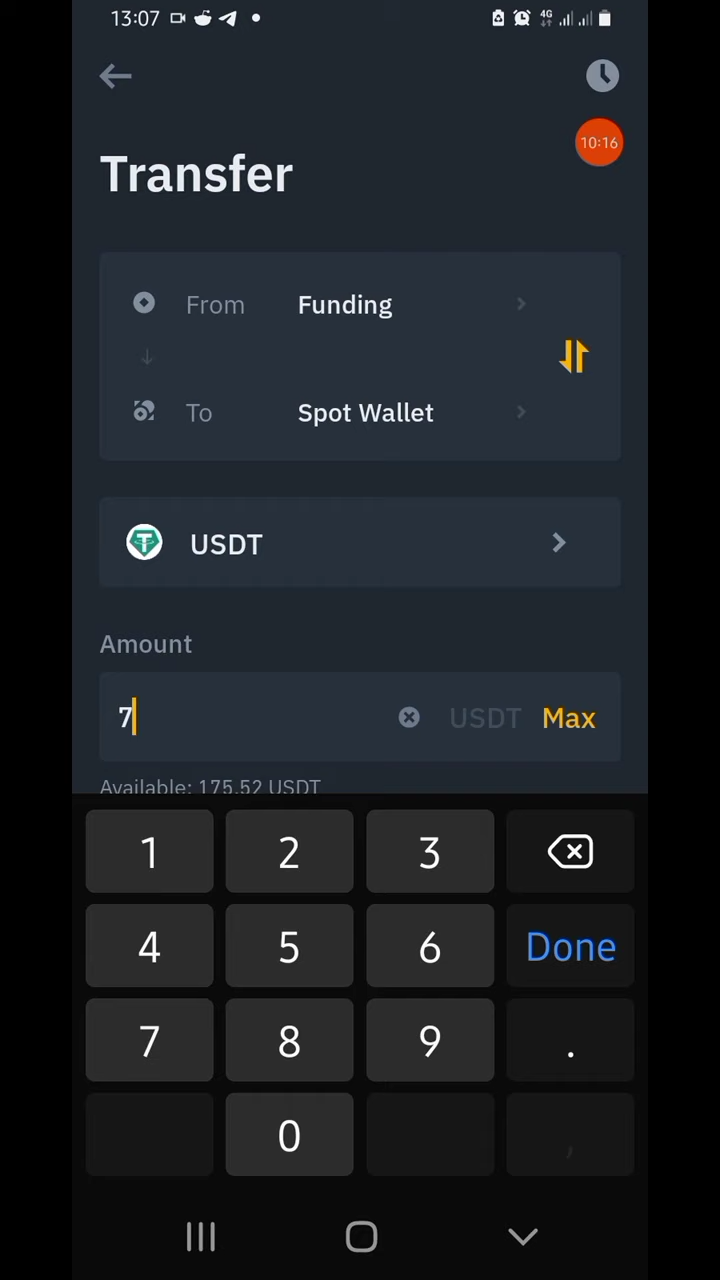 13:07
4G
10:16
Transfer
From Funding
To Spot Wallet
USDT
Amount
7 USDT Max
Available: 175.52 USDT
1 2 3
4 5 6 Done
7 8 9 .
0 ,